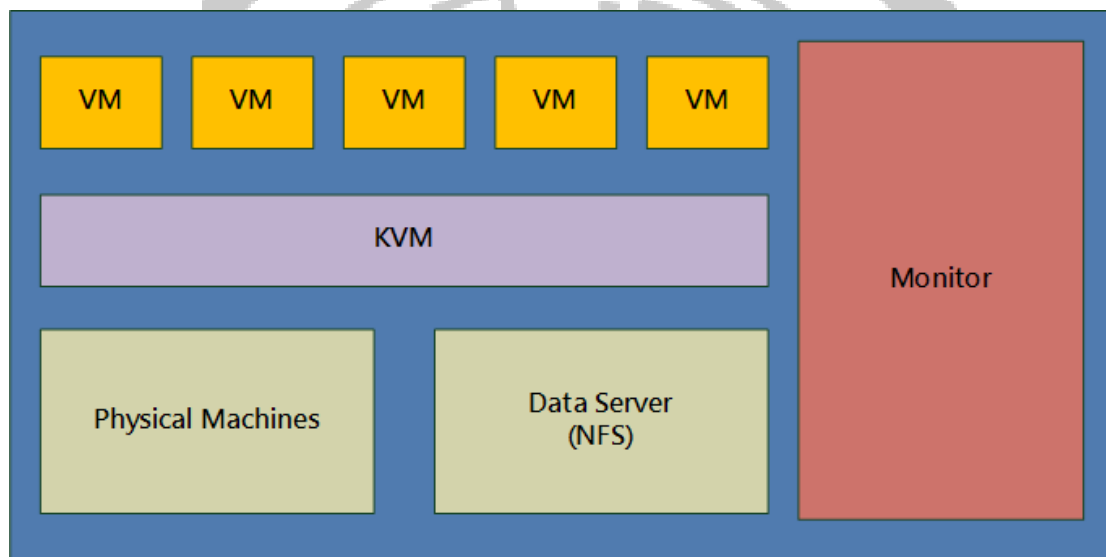 VM
VM
VM
VM
VM
KVM
Monitor
Physical Machines
Data Server
(NFS)